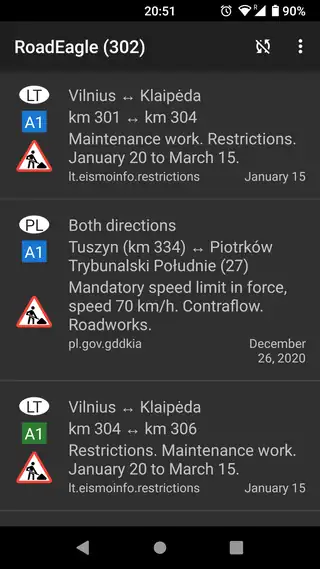 20:51
R
90%
RoadEagle (302)
LT
Vilnius ↔ Klaipėda
A1
km 301 ↔ km 304
Maintenance work. Restrictions.
January 20 to March 15.
lt.eismoinfo.restrictions
January 15
PL
Both directions
A1
Tuszyn (km 334) ↔ Piotrków
Trybunalski Południe (27)
Mandatory speed limit in force,
speed 70 km/h. Contraflow.
Roadworks.
pl.gov.gddkia
December
26, 2020
LT
Vilnius ↔ Klaipėda
A1
km 304 ↔ km 306
Restrictions. Maintenance work.
January 20 to March 15.
lt.eismoinfo.restrictions
January 15